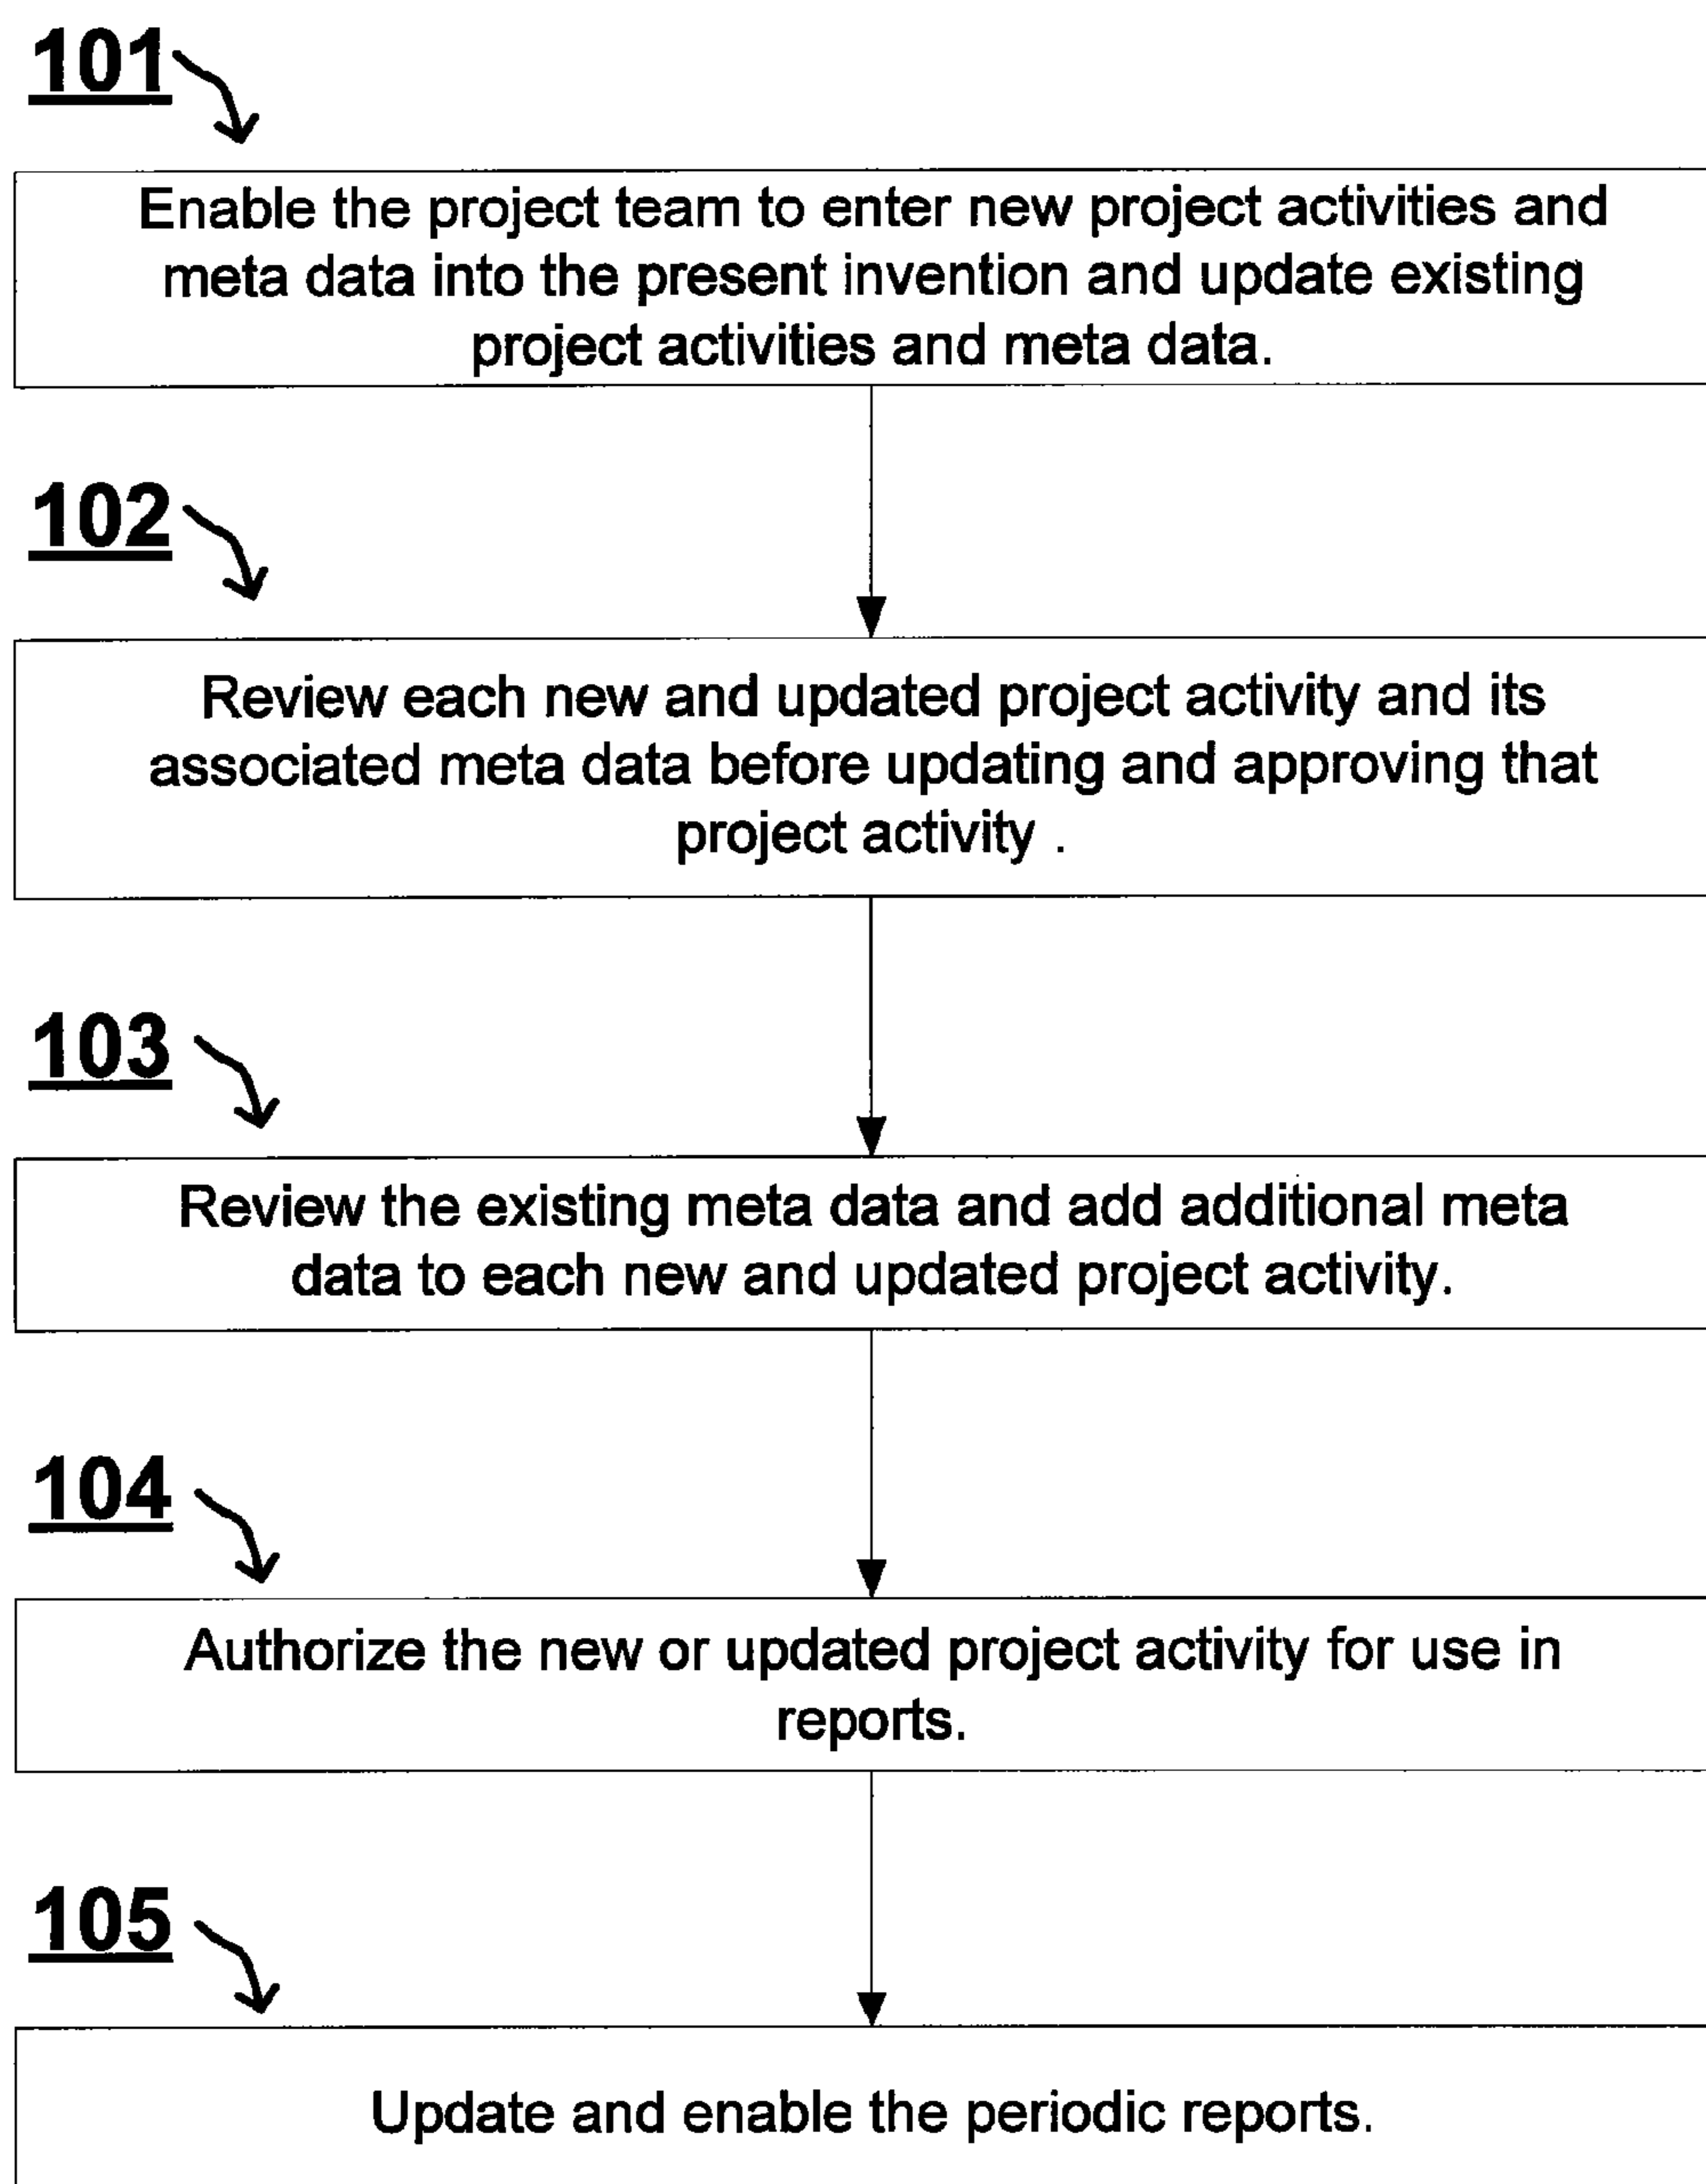 101
Enable the project team to enter new project activities and
meta data into the present invention and update existing
project activities and meta data.
102
Review each new and updated project activity and its
associated meta data before updating and approving that
project activity .
103
Review the existing meta data and add additional meta
data to each new and updated project activity.
104
Authorize the new or updated project activity for use in
reports.
105
Update and enable the periodic reports.